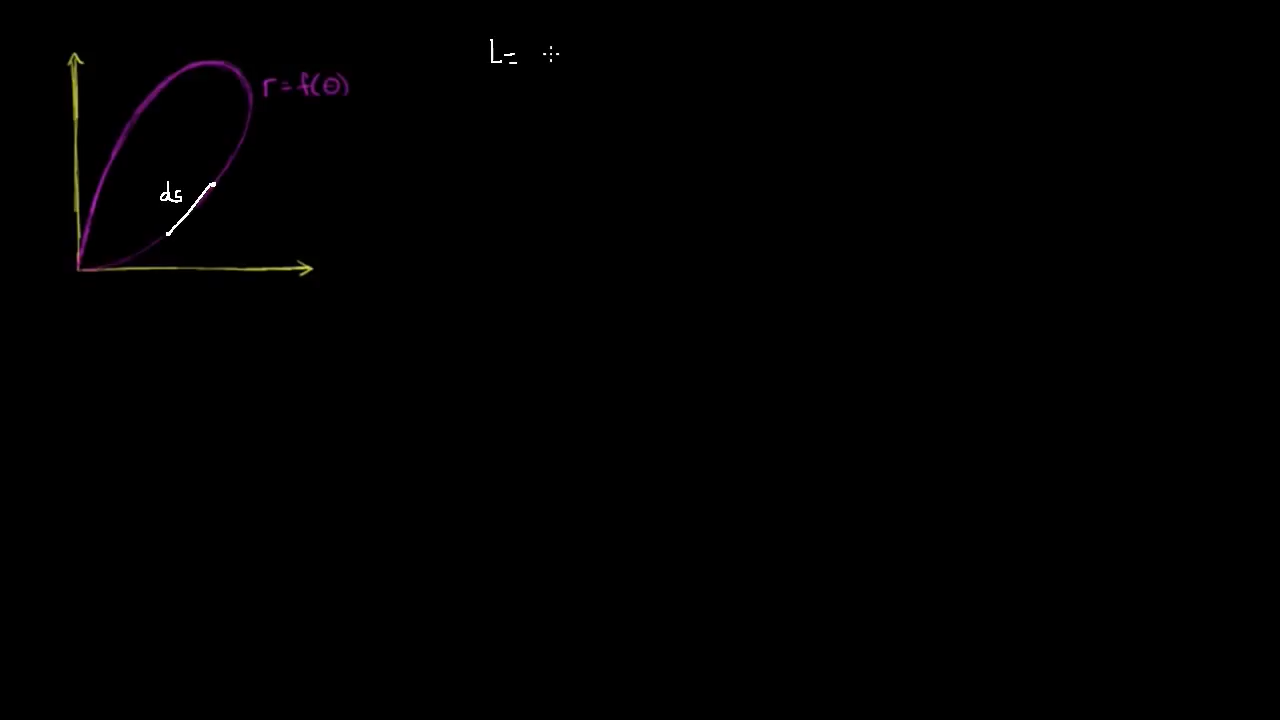 L=
r=f(θ)
ds